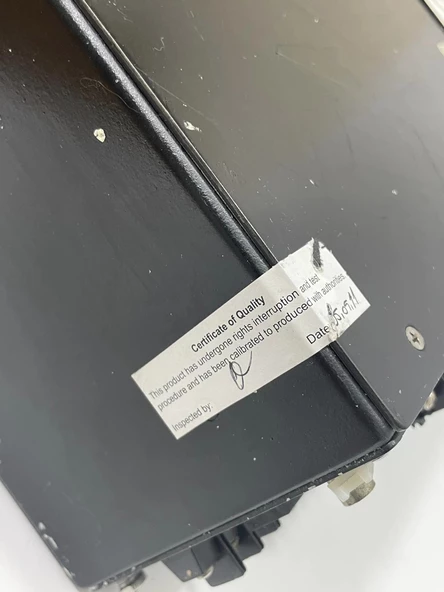 Certificate of Quality
This product has undergone rights interruption and test
procedure and has been calibrated to produced with authorities
Inspected by:
Date